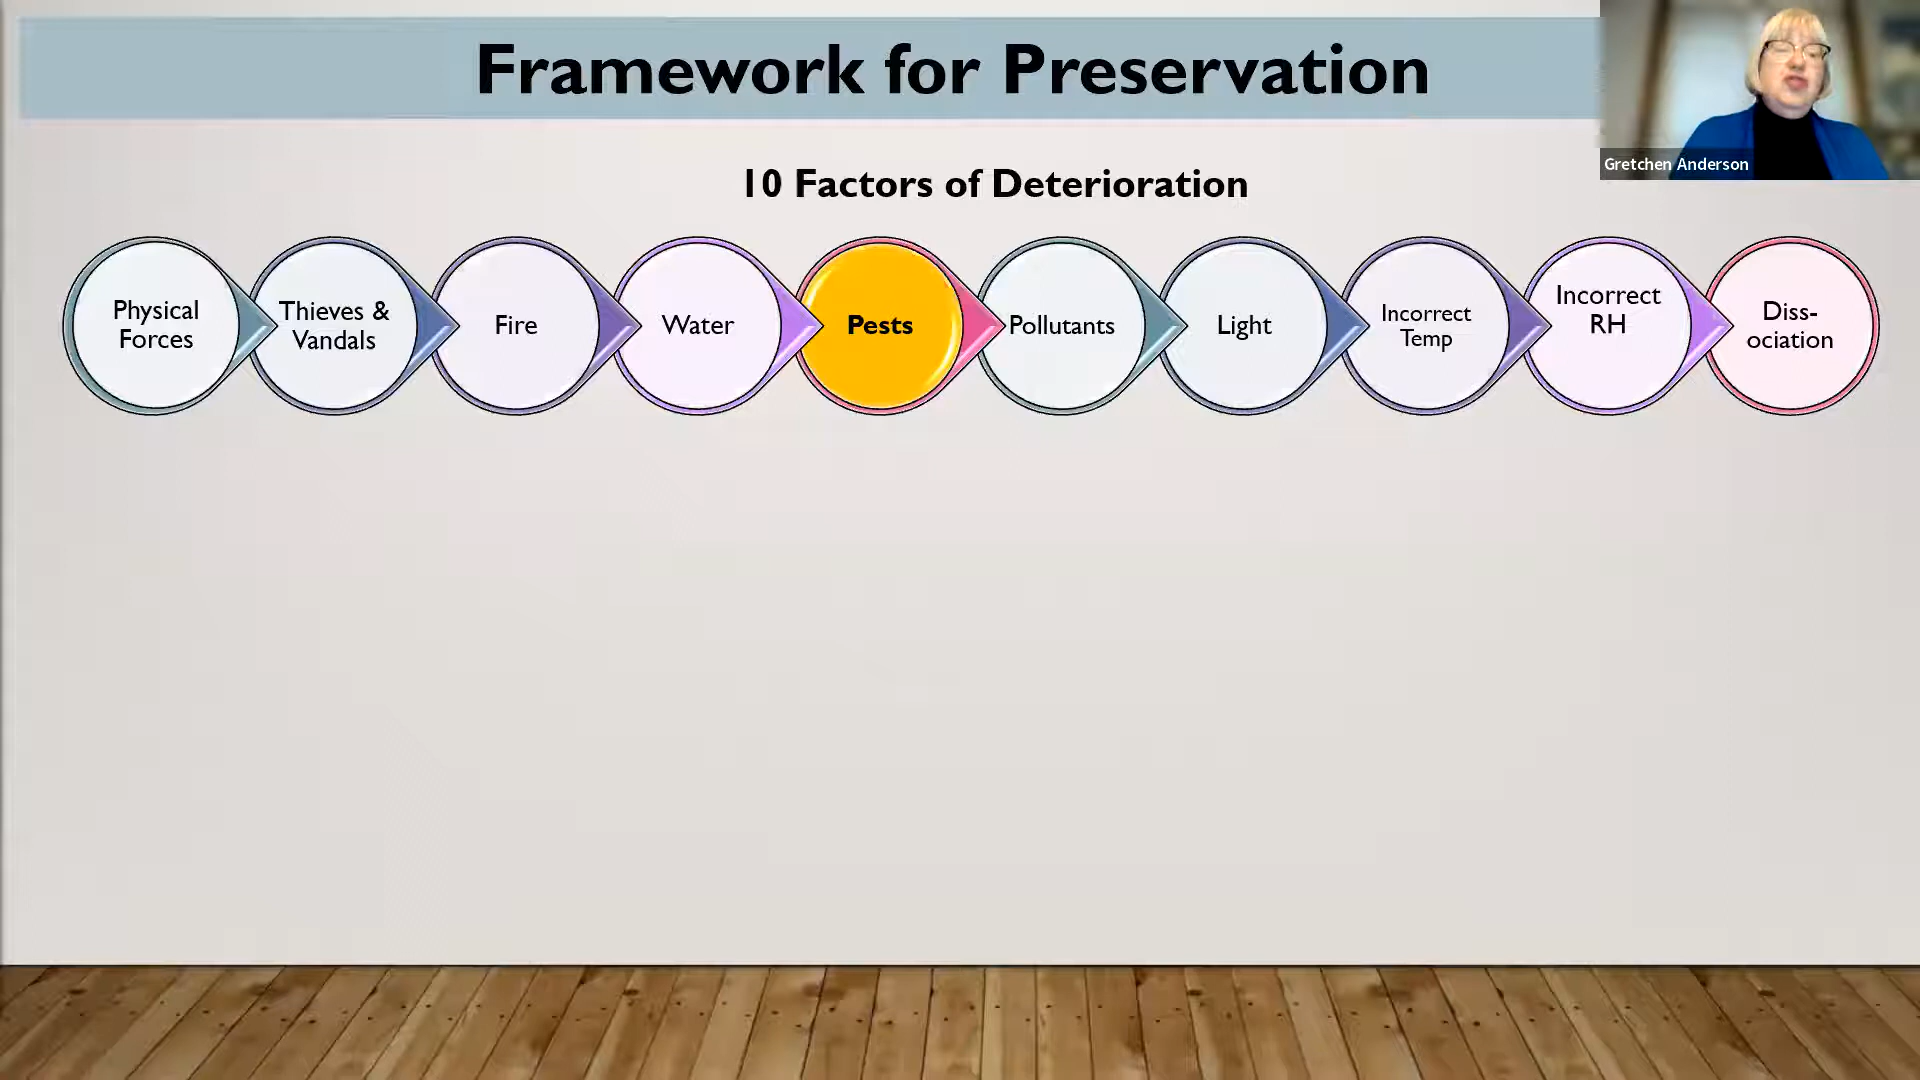 Framework for Preservation
Gretchen Anderson
10 Factors of Deterioration
Physical
Forces
Thieves &
Vandals
Fire
Water
Pests
Pollutants
Light
Incorrect
Temp
Incorrect
RH
Diss-
ociation